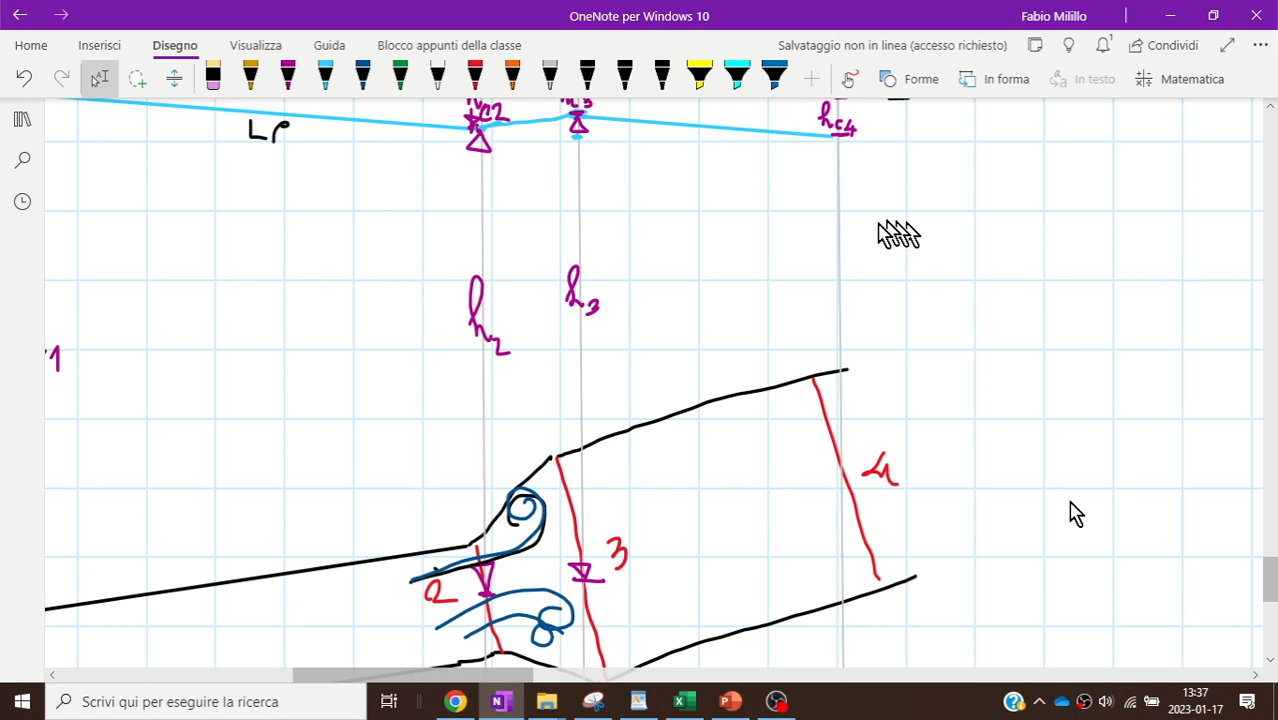 OneNote per Windows 10
Fabio Milillo
Home Inserisci Disegno Visualizza Guida Blocco appunti della classe
Salvataggio non in linea (accesso riservato)
Condividi
Forme In forma In testo Matematica
Lρ
hc4
h2
h3
1
4
3
2
Scrivi qui per eseguire la ricerca
13:37
2023-01-17